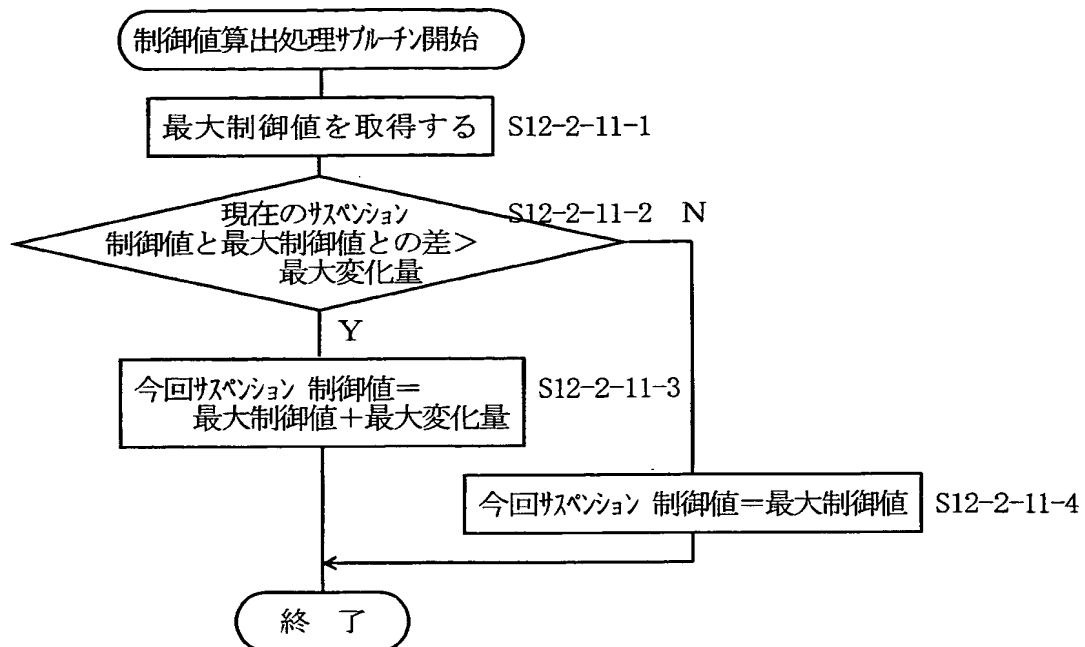 制御値算出処理ｻﾌﾞﾙｰﾁﾝ開始
最大制御値を取得する
S12-2-11-1
現在のｻｽﾍﾟﾝｼｮﾝ
制御値と最大制御値との差＞
最大変化量
S12-2-11-2
N
Y
今回ｻｽﾍﾟﾝｼｮﾝ 制御値＝
最大制御値＋最大変化量
S12-2-11-3
今回ｻｽﾍﾟﾝｼｮﾝ 制御値＝最大制御値
S12-2-11-4
終 了